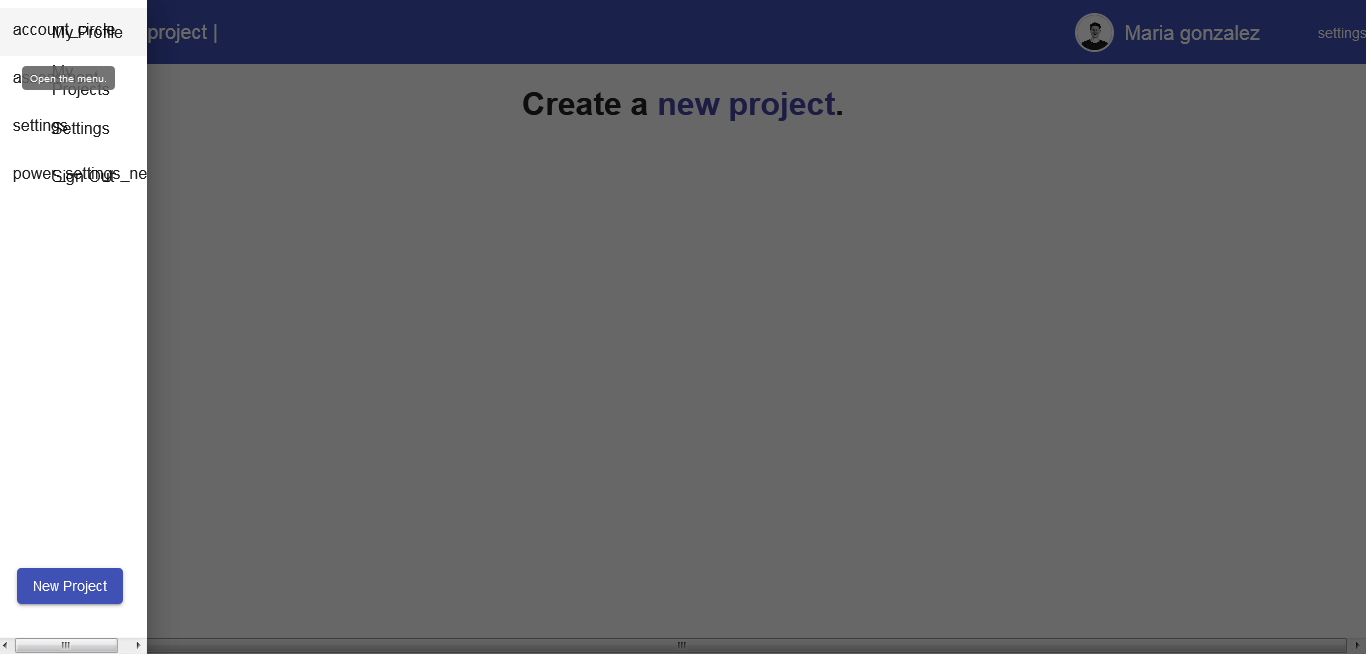 account_circle
My Profile
project |
Maria gonzalez
settings
My
Projects
Open the menu.
settings
Settings
Sign Out
Create a new project.
New Project